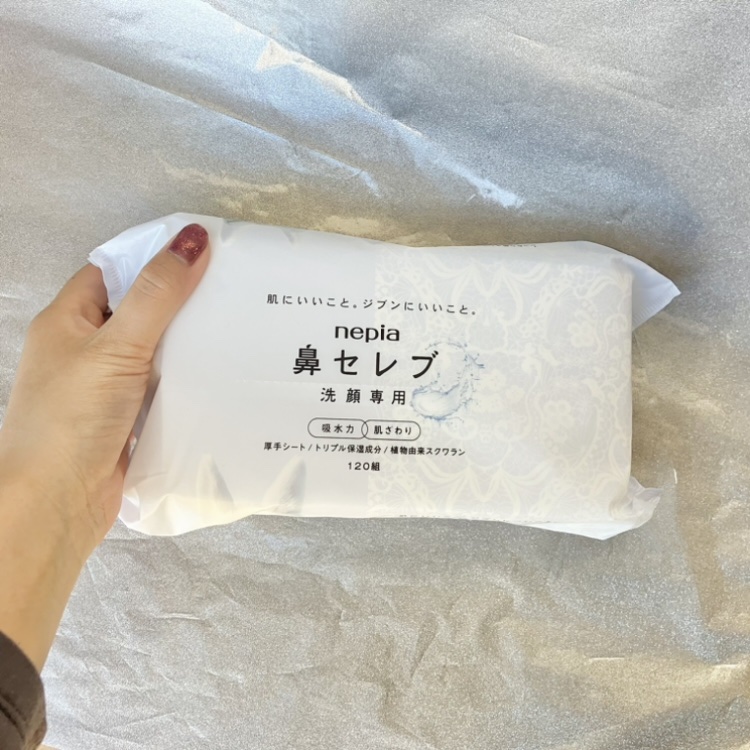 肌にいいこと。ジブンにいいこと。
nepia
鼻セレブ
洗顔専用
吸水力 肌ざわり
厚手シート/トリプル保湿成分/植物由来スクワラン
120組